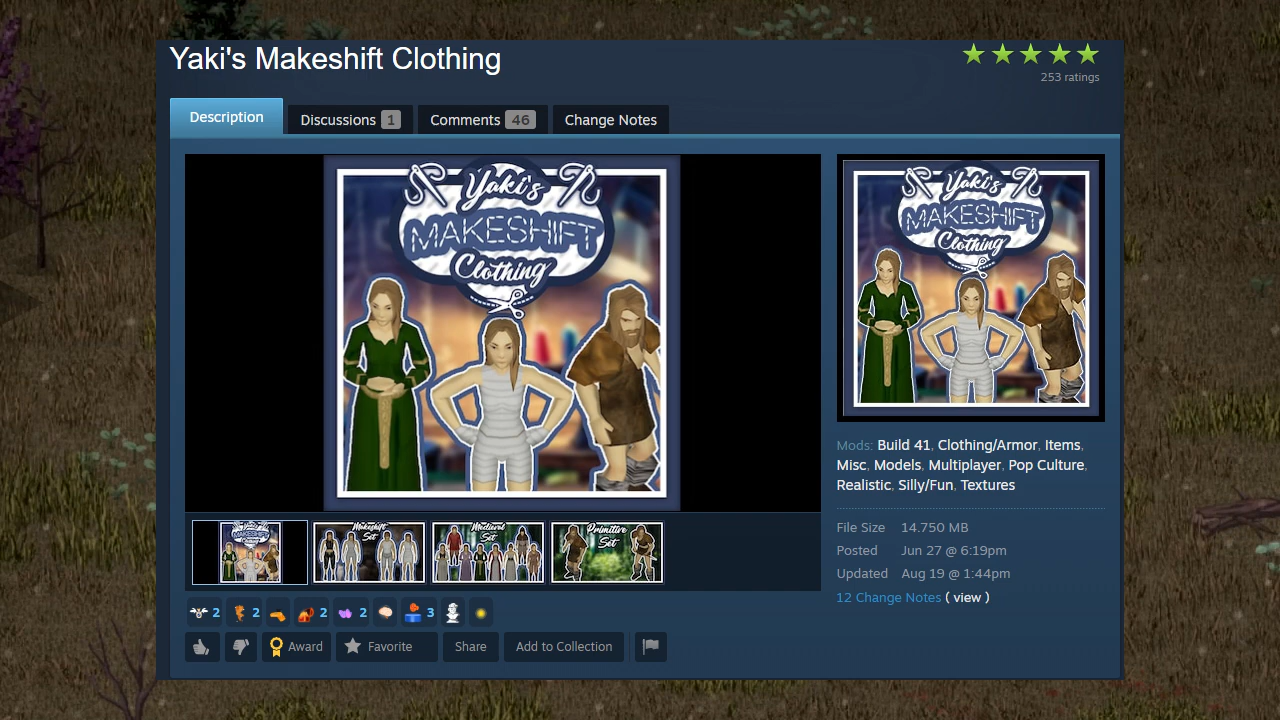 Yaki's Makeshift Clothing
253 ratings
Description
Discussions 1
Comments 46
Change Notes
Yaki's
MAKESHIFT
Clothing
Yaki's
MAKESHIFT
Clothing
Mods: Build 41, Clothing/Armor, Items,
Misc, Models, Multiplayer, Pop Culture,
Realistic, Silly/Fun, Textures
File Size 14.750 MB
Posted Jun 27 @ 6:19pm
Updated Aug 19 @ 1:44pm
12 Change Notes ( view )
Yaki's
MAKESHIFT
Clothing
Makeshift
Set
Medieval
Set
Primitive
Set
2
2
2
2
3
Award
Favorite
Share
Add to Collection